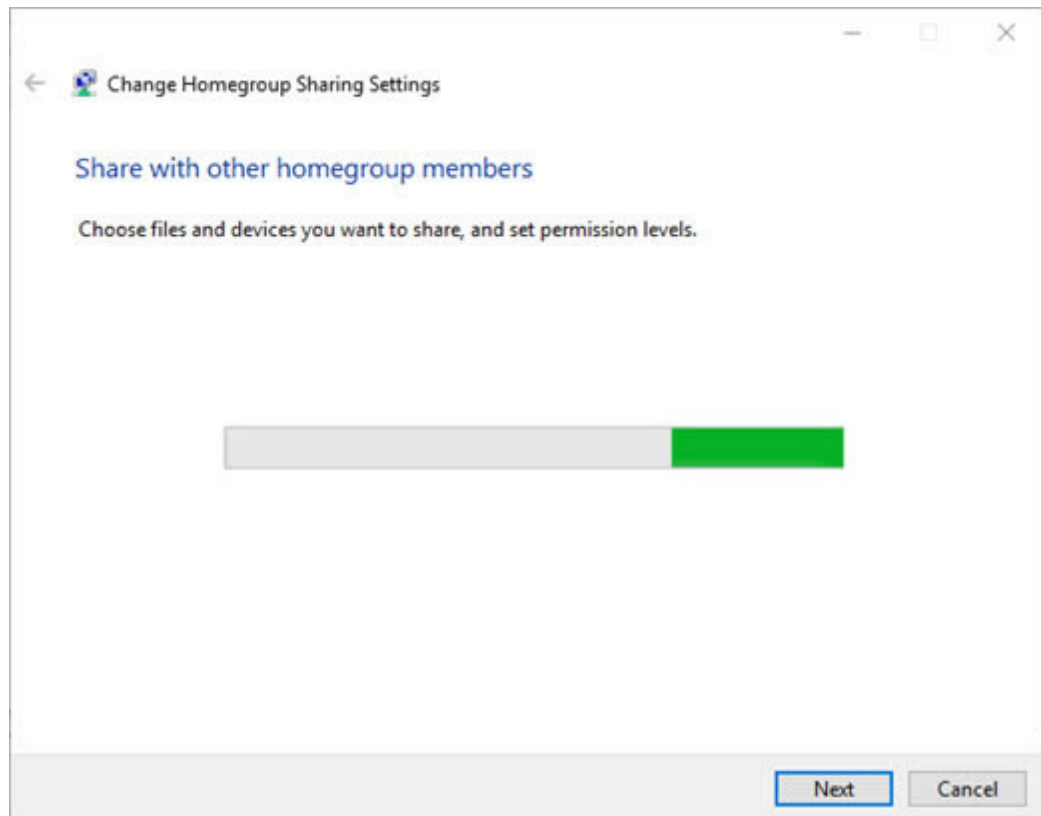 Change Homegroup Sharing Settings
Share with other homegroup members
Choose files and devices you want to share, and set permission levels.
Next Cancel